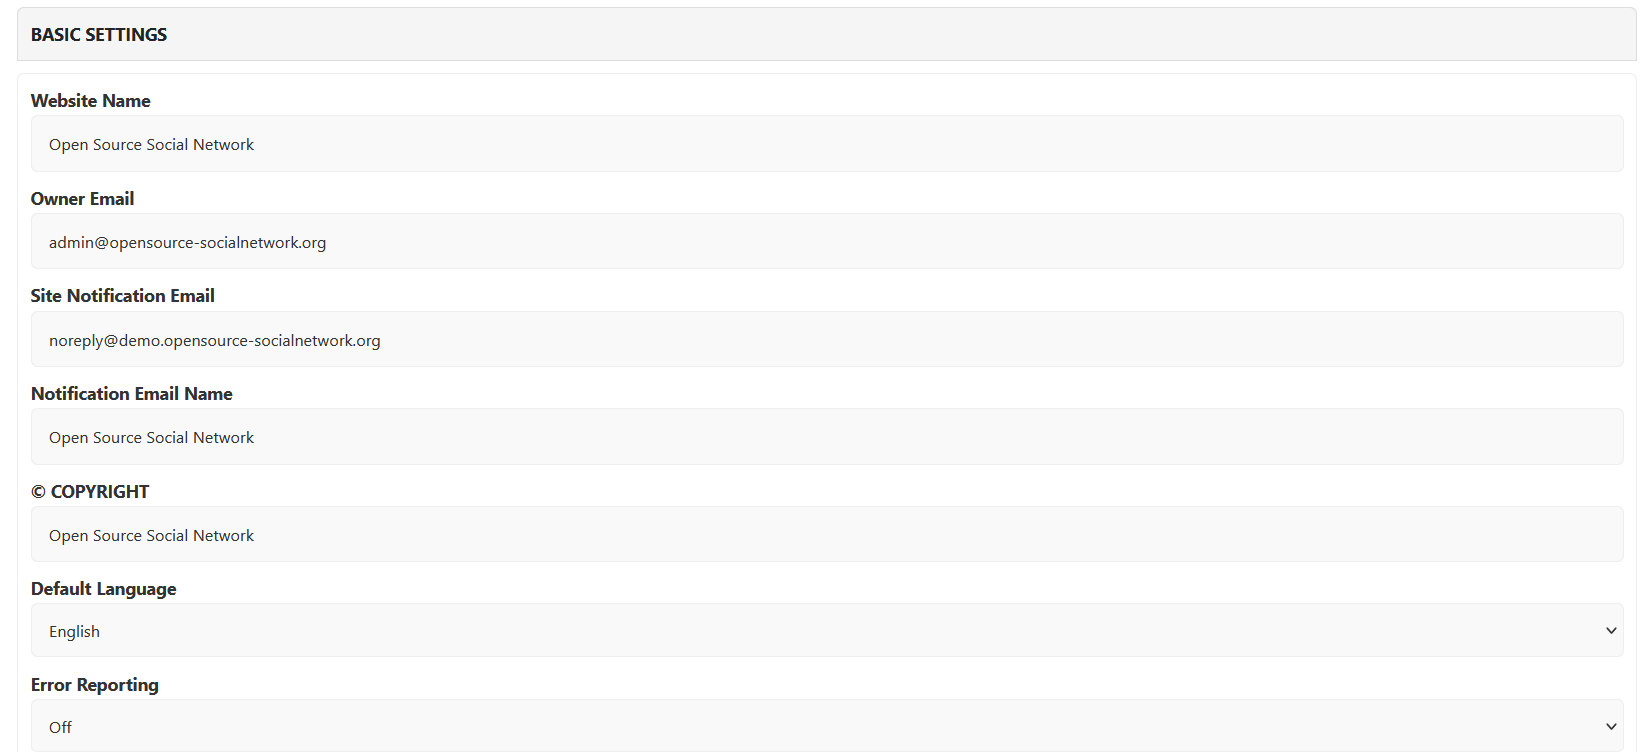 BASIC SETTINGS
Website Name
Open Source Social Network
Owner Email
admin@opensource-socialnetwork.org
Site Notification Email
noreply@demo.opensource-socialnetwork.org
Notification Email Name
Open Source Social Network
© COPYRIGHT
Open Source Social Network
Default Language
English
Error Reporting
Off